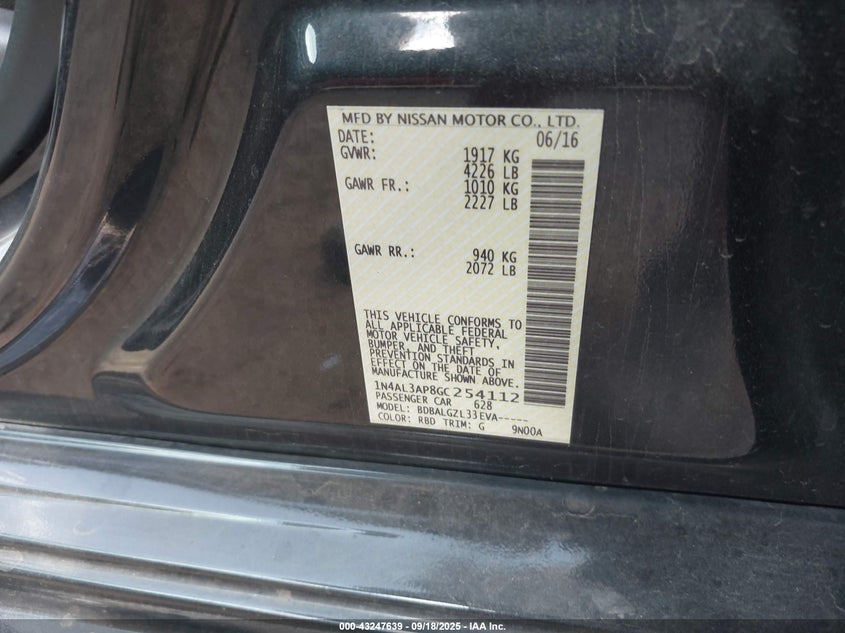 MFD BY NISSAN MOTOR CO., LTD.
DATE: 06/16
GVWR: 1917 KG
4226 LB
GAWR FR.: 1010 KG
2227 LB
GAWR RR.: 940 KG
2072 LB
THIS VEHICLE CONFORMS TO
ALL APPLICABLE FEDERAL
MOTOR VEHICLE SAFETY,
BUMPER, AND THEFT
PREVENTION STANDARDS IN
EFFECT ON THE DATE OF
MANUFACTURE SHOWN ABOVE.
1N4AL3AP8GC254112
PASSENGER CAR 628
MODEL: BDBALGZL33EVA-----
COLOR: RBD TRIM: G 9N00A
000-43247639 - 09/18/2025 - IAA Inc.